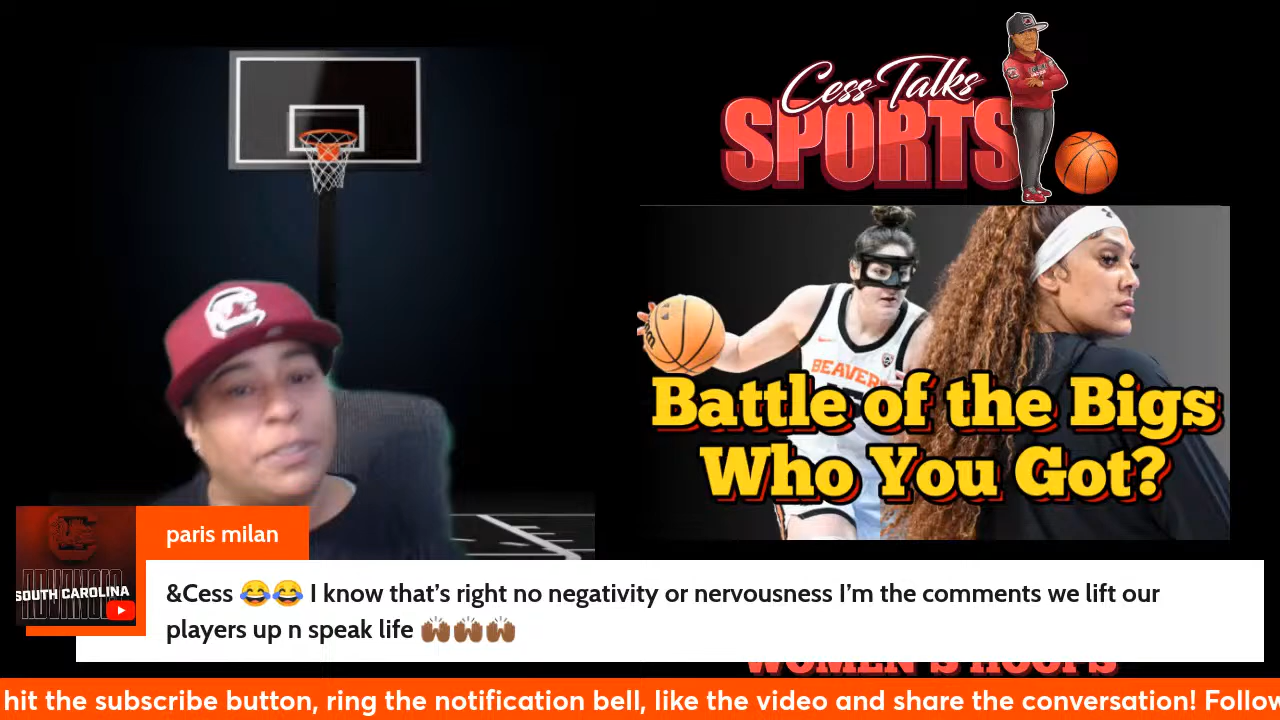 Cess Talks
SPORTS
BEAVERS
Battle of the Bigs
Who You Got?
paris milan
SOUTH CAROLINA
&Cess 😂😂 I know that’s right no negativity or nervousness I’m the comments we lift our
players up n speak life 🙌🏾🙌🏾🙌🏾
WOMEN'S HOOPS
hit the subscribe button, ring the notification bell, like the video and share the conversation! Follow